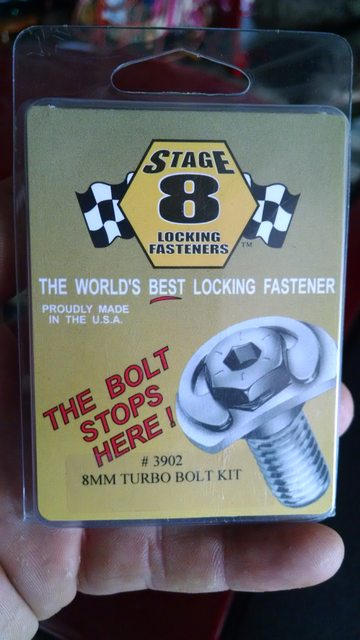 STAGE
8
LOCKING
FASTENERS
TM
THE WORLD'S BEST LOCKING FASTENER
PROUDLY MADE
IN THE U.S.A.
THE BOLT
STOPS
HERE!
# 3902
8MM TURBO BOLT KIT